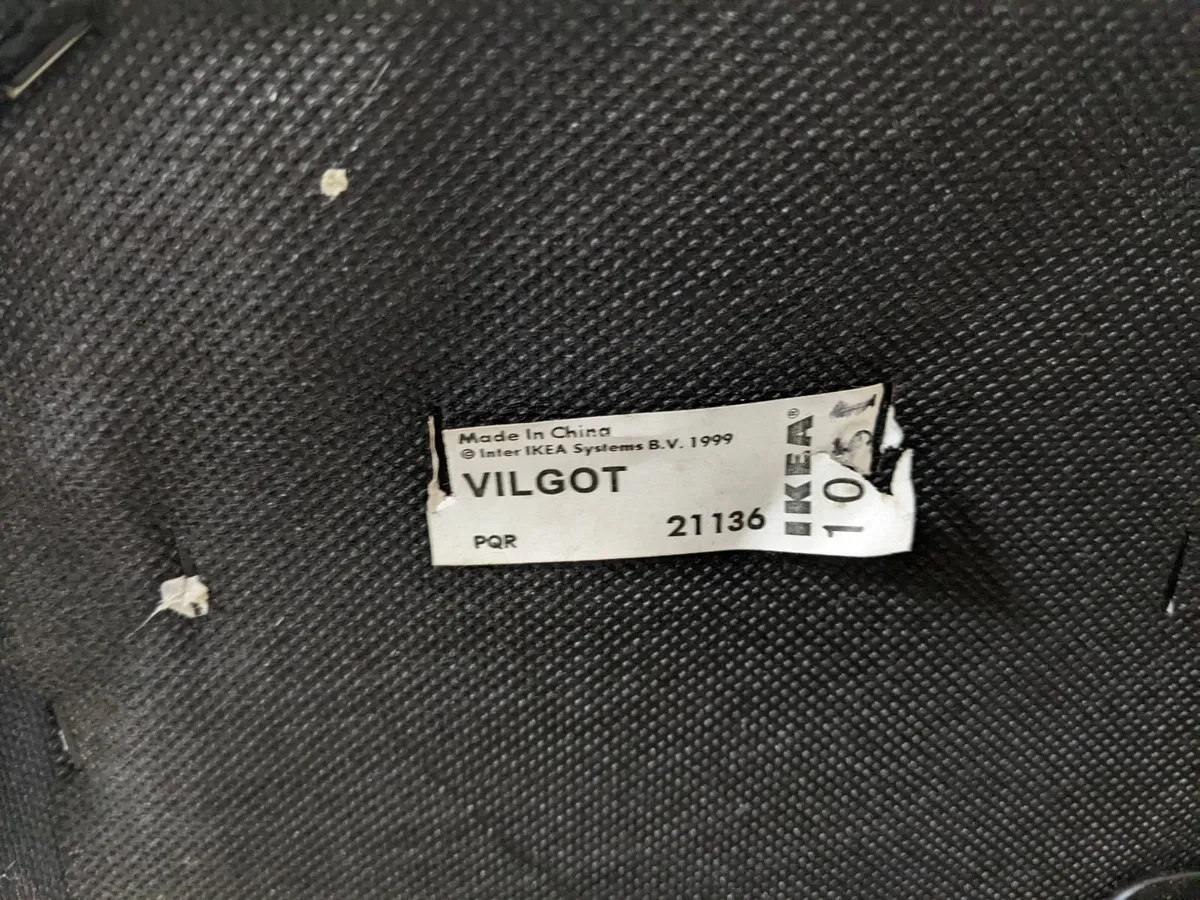 Made In China
© Inter IKEA Systems B.V. 1999
VILGOT
PQR
21136
IKEA®
10